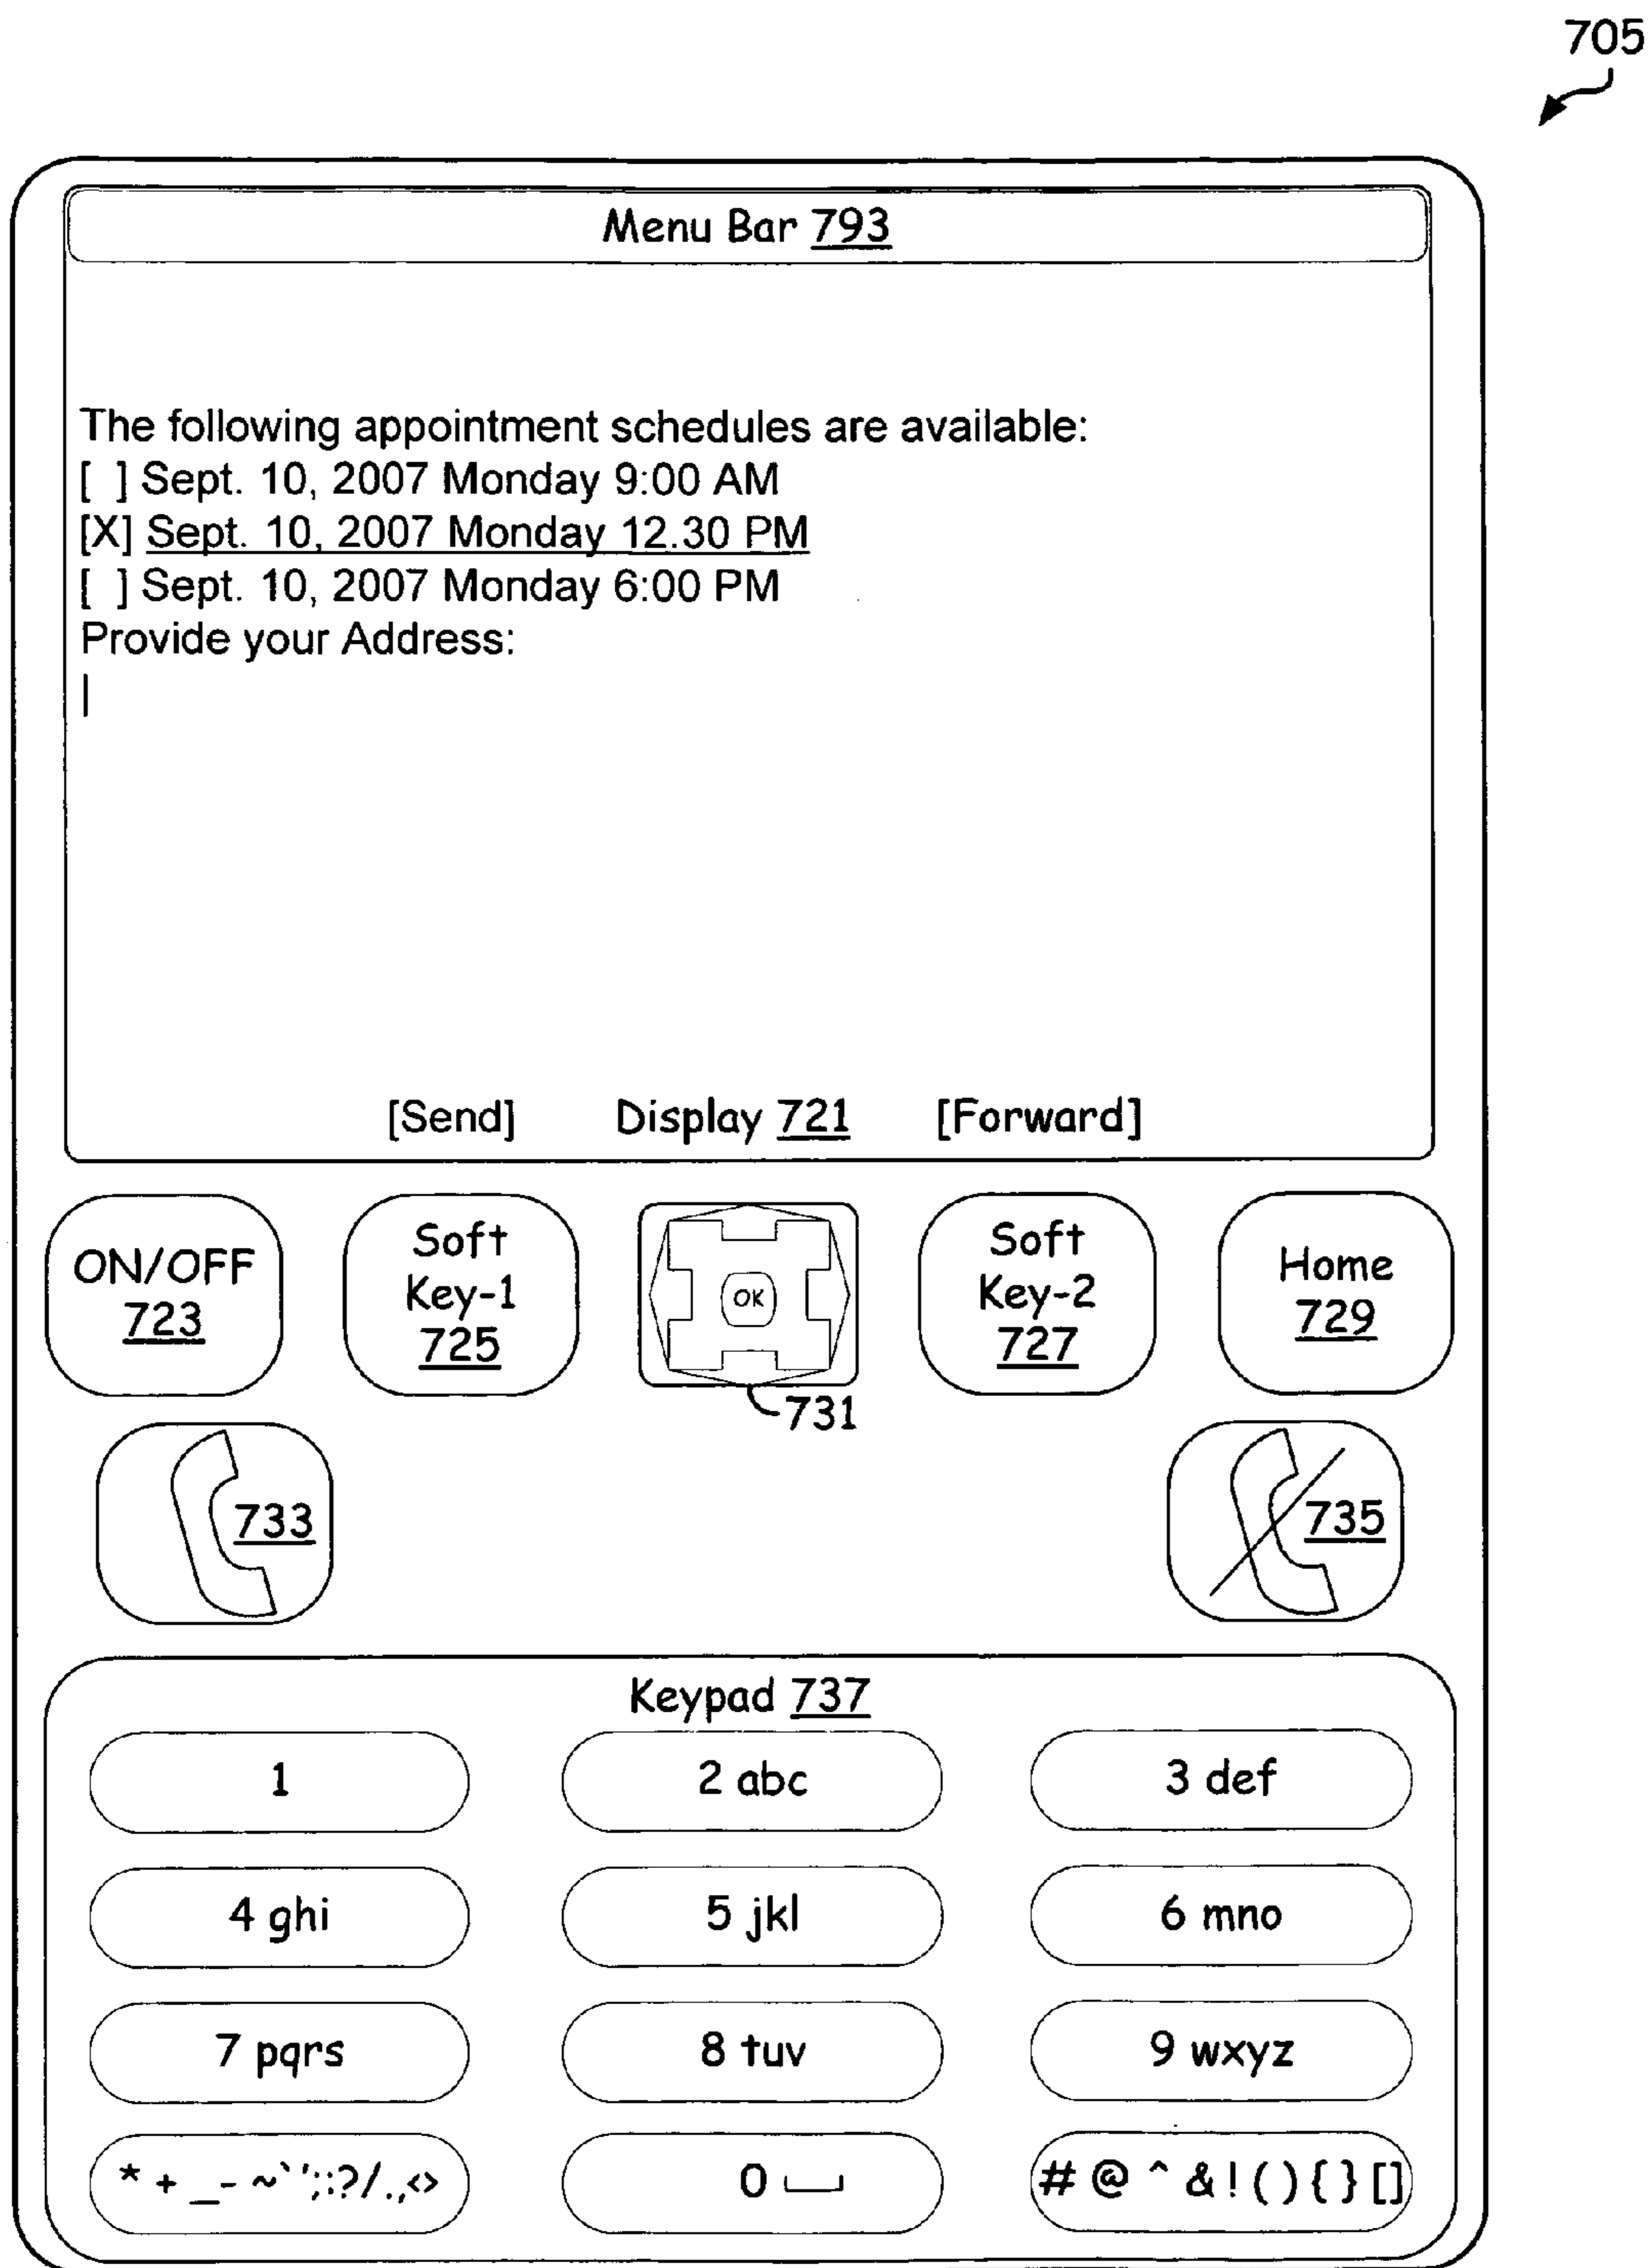 705
Menu Bar 793
The following appointment schedules are available:
[ ] Sept. 10, 2007 Monday 9:00 AM
[X] Sept. 10, 2007 Monday 12.30 PM
[ ] Sept. 10, 2007 Monday 6:00 PM
Provide your Address:
[Send] Display 721 [Forward]
ON/OFF
723
Soft
Key-1
725
OK
731
Soft
Key-2
727
Home
729
733
735
Keypad 737
1
2 abc
3 def
4 ghi
5 jkl
6 mno
7 pqrs
8 tuv
9 wxyz
* + _- ~`';:?/.,<>
0
# @ ^ & ! ( ) { } []